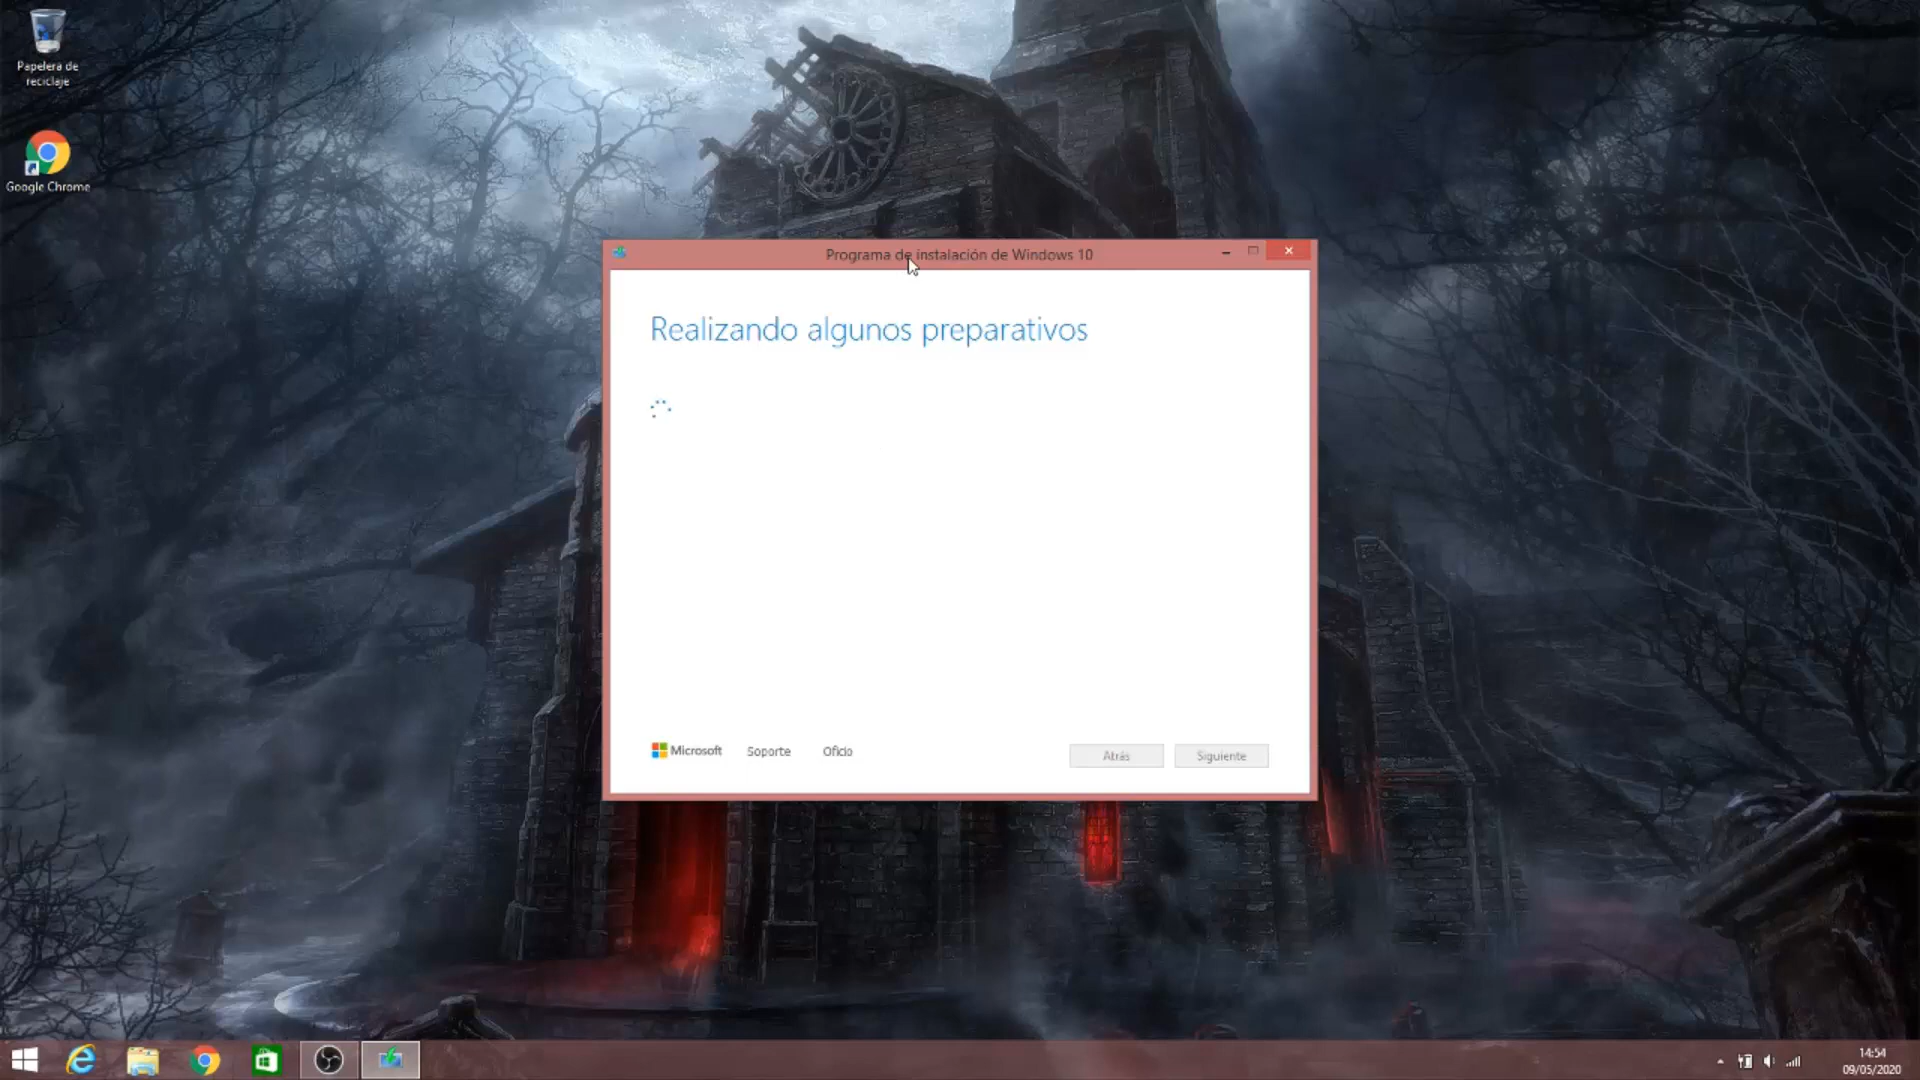 Papelera de
reciclaje
Google Chrome
Programa de instalación de Windows 10
Realizando algunos preparativos
Microsoft
Soporte
Oficio
Atrás
Siguiente
14:54
09/05/2020